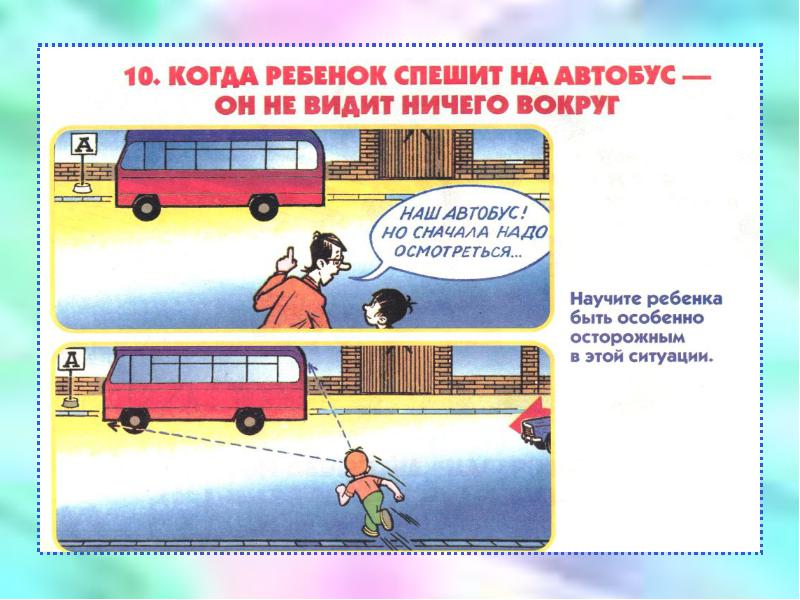 10. КОГДА РЕБЕНОК СПЕШИТ НА АВТОБУС —
ОН НЕ ВИДИТ НИЧЕГО ВОКРУГ
А
НАШ АВТОБУС!
НО СНАЧАЛА НАДО
ОСМОТРЕТЬСЯ...
Научите ребенка
быть особенно
осторожным
в этой ситуации.
А